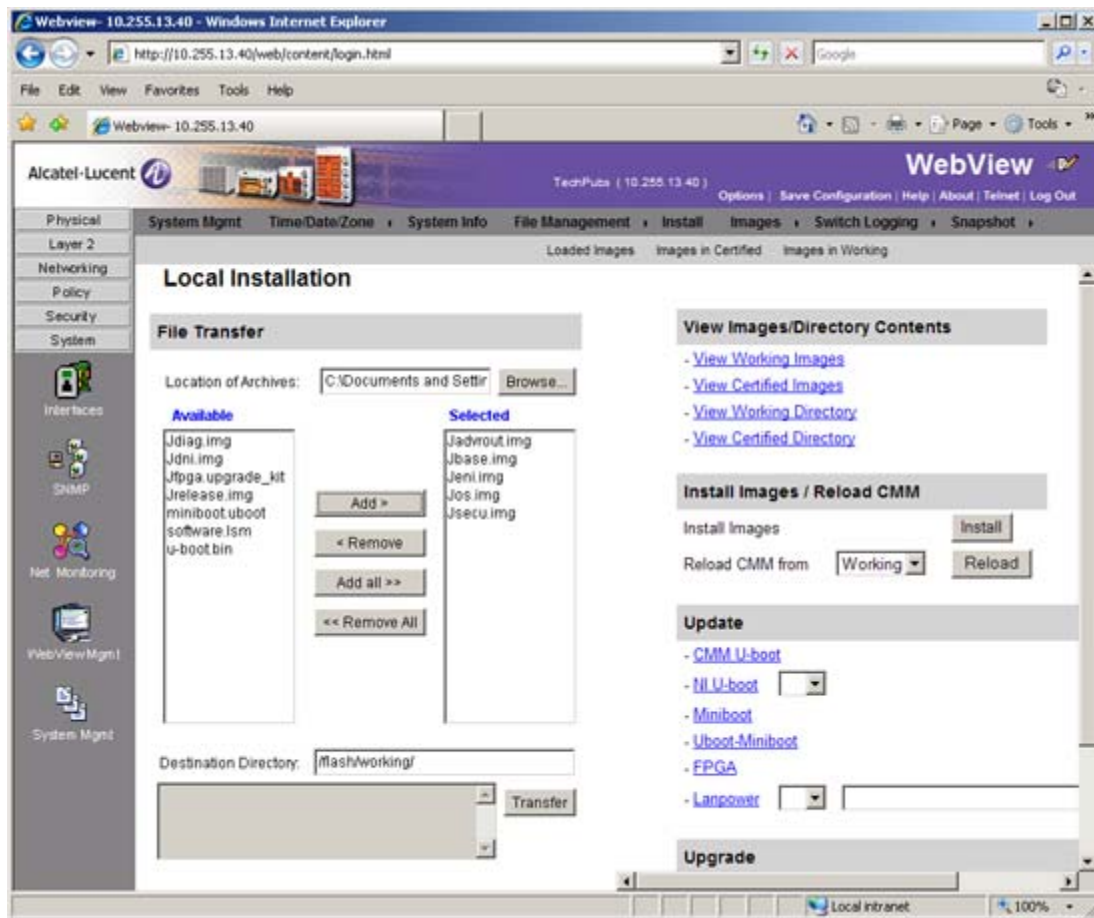 Webview- 10.255.13.40 - Windows Internet Explorer
http://10.255.13.40/web/content/login.html
Google
File Edit View Favorites Tools Help
Webview- 10.255.13.40
Page
Tools
Alcatel-Lucent
WebView
TechPubs ( 10.255.13.40 )
Options | Save Configuration | Help | About | Telnet | Log Out
Physical
Layer 2
Networking
Policy
Security
System
Interfaces
SNMP
Net Monitoring
WebViewMgmt
System Mgmt
System Mgmt Time/Date/Zone System Info File Management Install Images Switch Logging Snapshot
Loaded Images Images in Certified Images in Working
Local Installation
File Transfer
Location of Archives: C:\Documents and Settir Browse...
Available
Jdiag.img
Jdni.img
Jfpga.upgrade_kit
Jrelease.img
miniboot.uboot
software.lsm
u-boot.bin
Add >
< Remove
Add all >>
<< Remove All
Selected
Jadvrout.img
Jbase.img
Jeni.img
Jos.img
Jsecu.img
Destination Directory: /flash/working/
Transfer
View Images/Directory Contents
- View Working Images
- View Certified Images
- View Working Directory
- View Certified Directory
Install Images / Reload CMM
Install Images Install
Reload CMM from Working Reload
Update
- CMM U-boot
- NI U-boot
- Miniboot
- Uboot-Miniboot
- FPGA
- Lanpower
Upgrade
Local intranet
100%